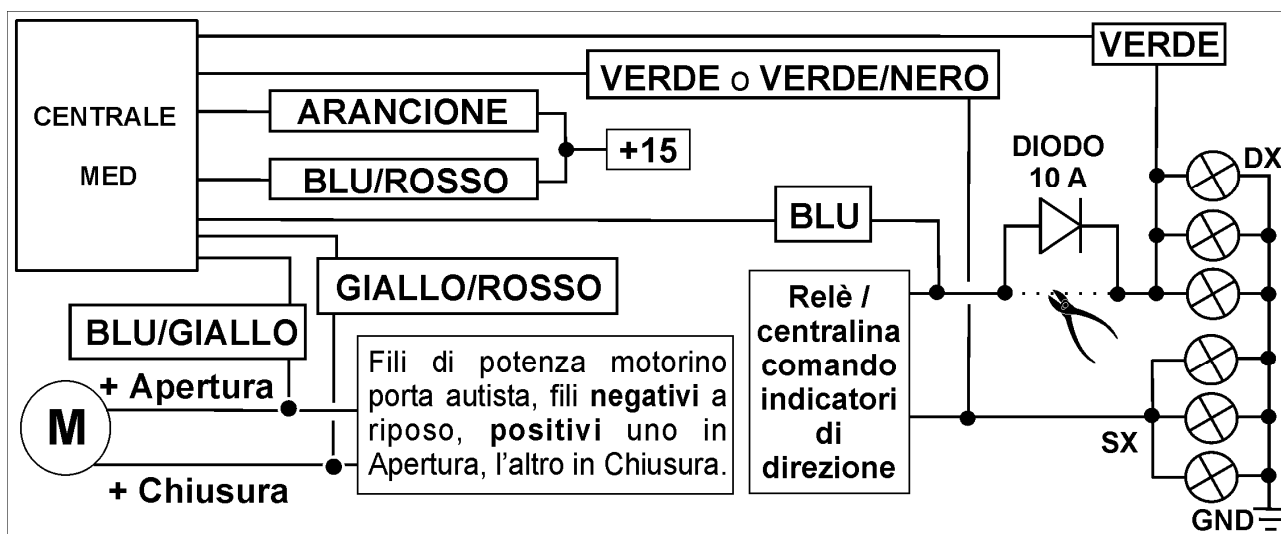 CENTRALE
MED
VERDE
VERDE o VERDE/NERO
ARANCIONE
+15
BLU/ROSSO
DIODO
10 A
DX
BLU
GIALLO/ROSSO
BLU/GIALLO
+ Apertura
M
+ Chiusura
Fili di potenza motorino
porta autista, fili negativi a
riposo, positivi uno in
Apertura, l'altro in Chiusura.
Relè /
centralina
comando
indicatori
di
direzione
SX
GND